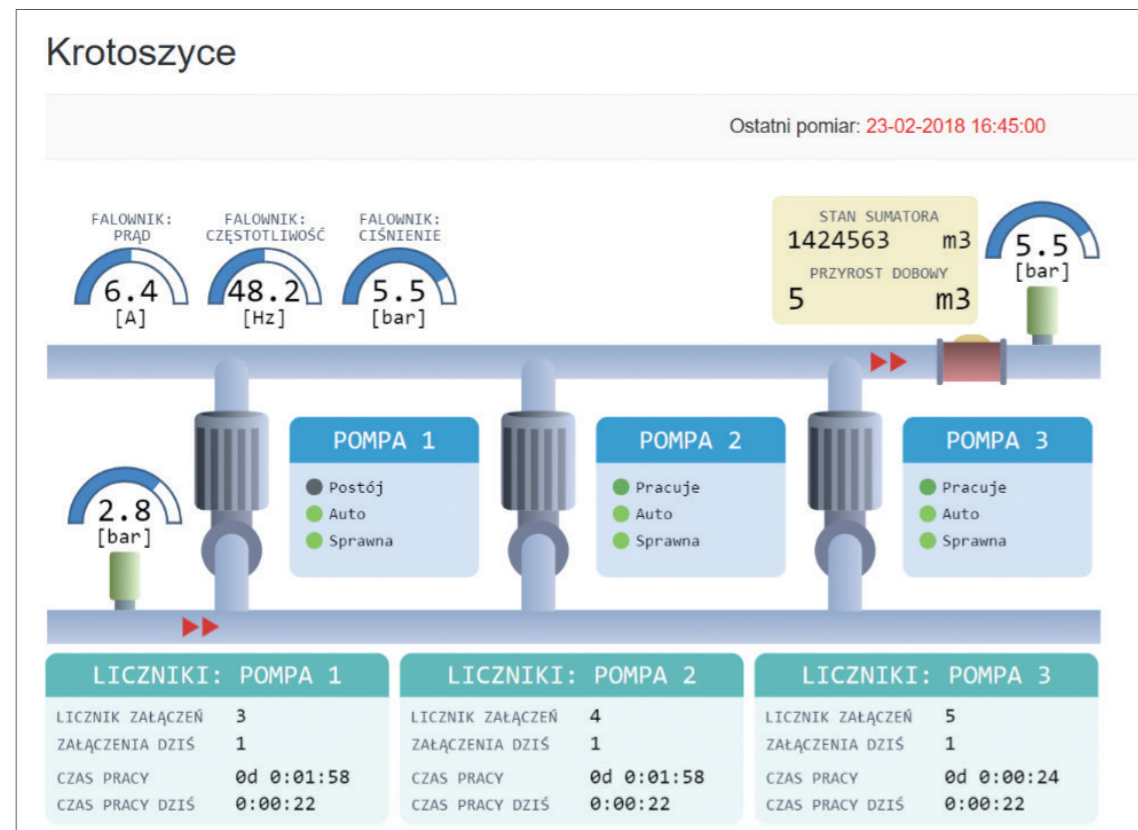 Krotoszyce
Ostatni pomiar: 23-02-2018 16:45:00
FALOWNIK:
PRĄD
6.4
[A]
FALOWNIK:
CZĘSTOTLIWOŚĆ
48.2
[Hz]
FALOWNIK:
CIŚNIENIE
5.5
[bar]
STAN SUMATORA
1424563 m3
PRZYROST DOBOWY
5 m3
5.5
[bar]
2.8
[bar]
POMPA 1
Postój
Auto
Sprawna
POMPA 2
Pracuje
Auto
Sprawna
POMPA 3
Pracuje
Auto
Sprawna
LICZNIKI: POMPA 1
LICZNIK ZAŁĄCZEŃ 3
ZAŁĄCZENIA DZIŚ 1
CZAS PRACY 0d 0:01:58
CZAS PRACY DZIŚ 0:00:22
LICZNIKI: POMPA 2
LICZNIK ZAŁĄCZEŃ 4
ZAŁĄCZENIA DZIŚ 1
CZAS PRACY 0d 0:01:58
CZAS PRACY DZIŚ 0:00:22
LICZNIKI: POMPA 3
LICZNIK ZAŁĄCZEŃ 5
ZAŁĄCZENIA DZIŚ 1
CZAS PRACY 0d 0:00:24
CZAS PRACY DZIŚ 0:00:22